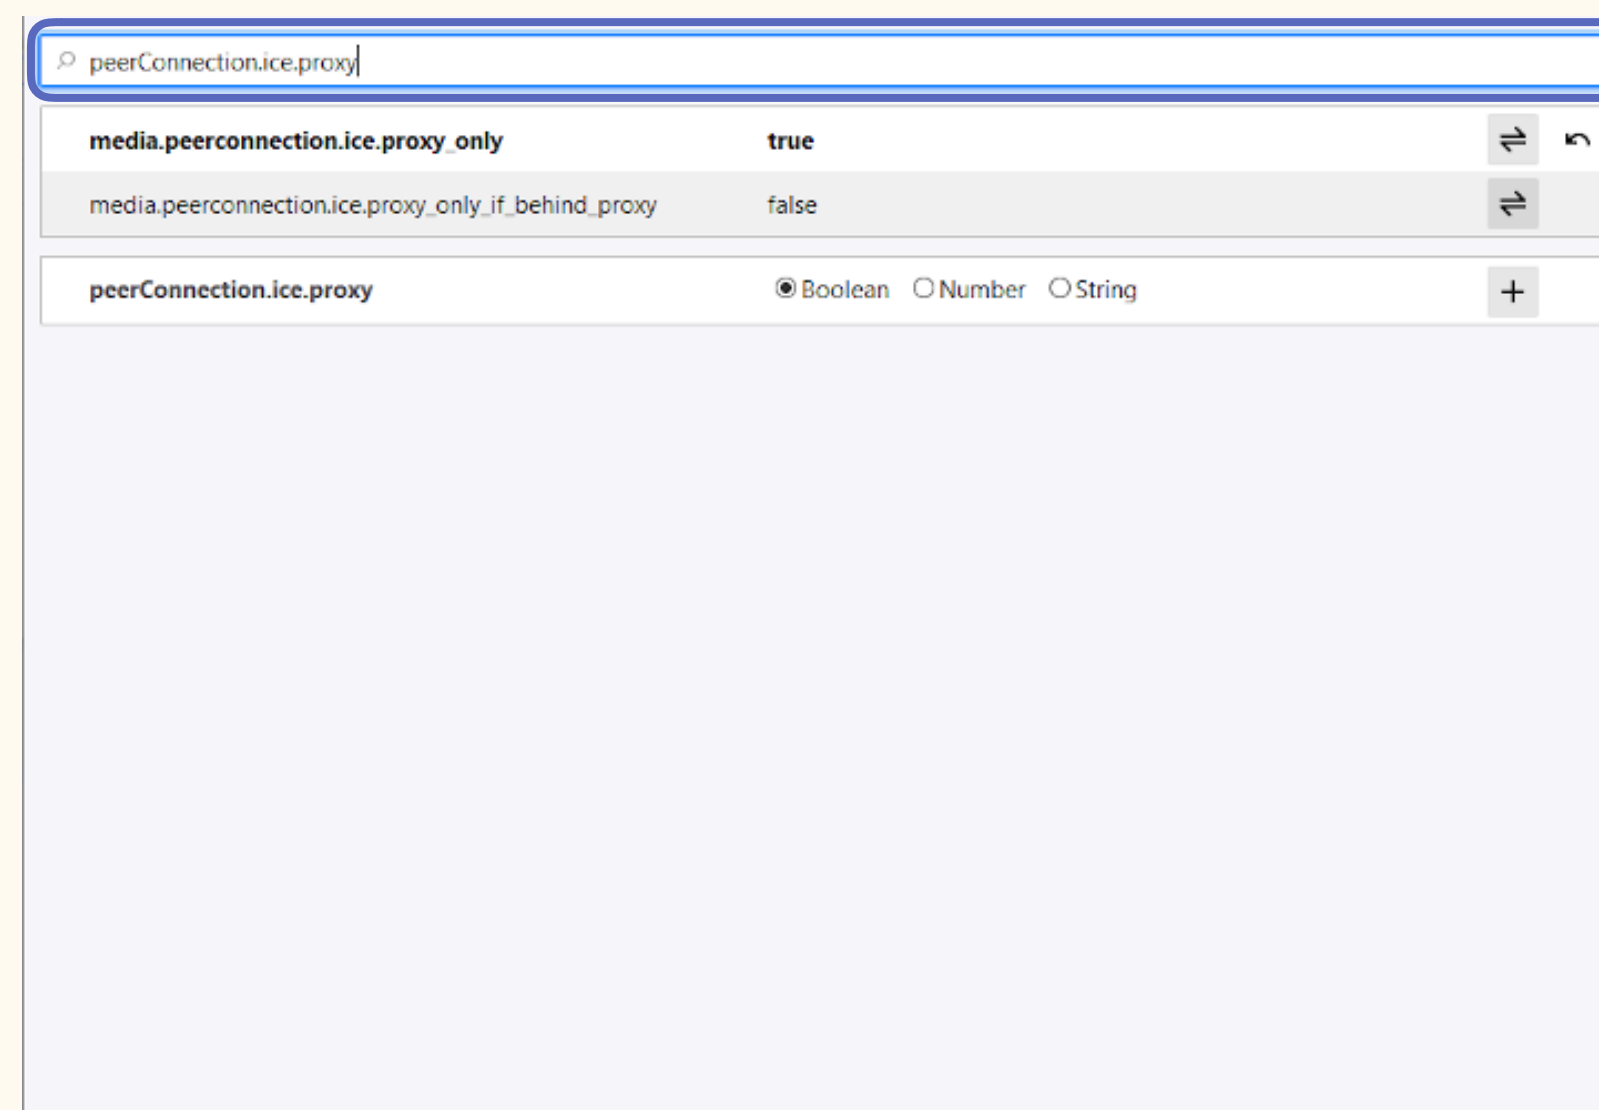 peerConnection.ice.proxy
media.peerconnection.ice.proxy_only true
media.peerconnection.ice.proxy_only_if_behind_proxy false
peerConnection.ice.proxy Boolean Number String